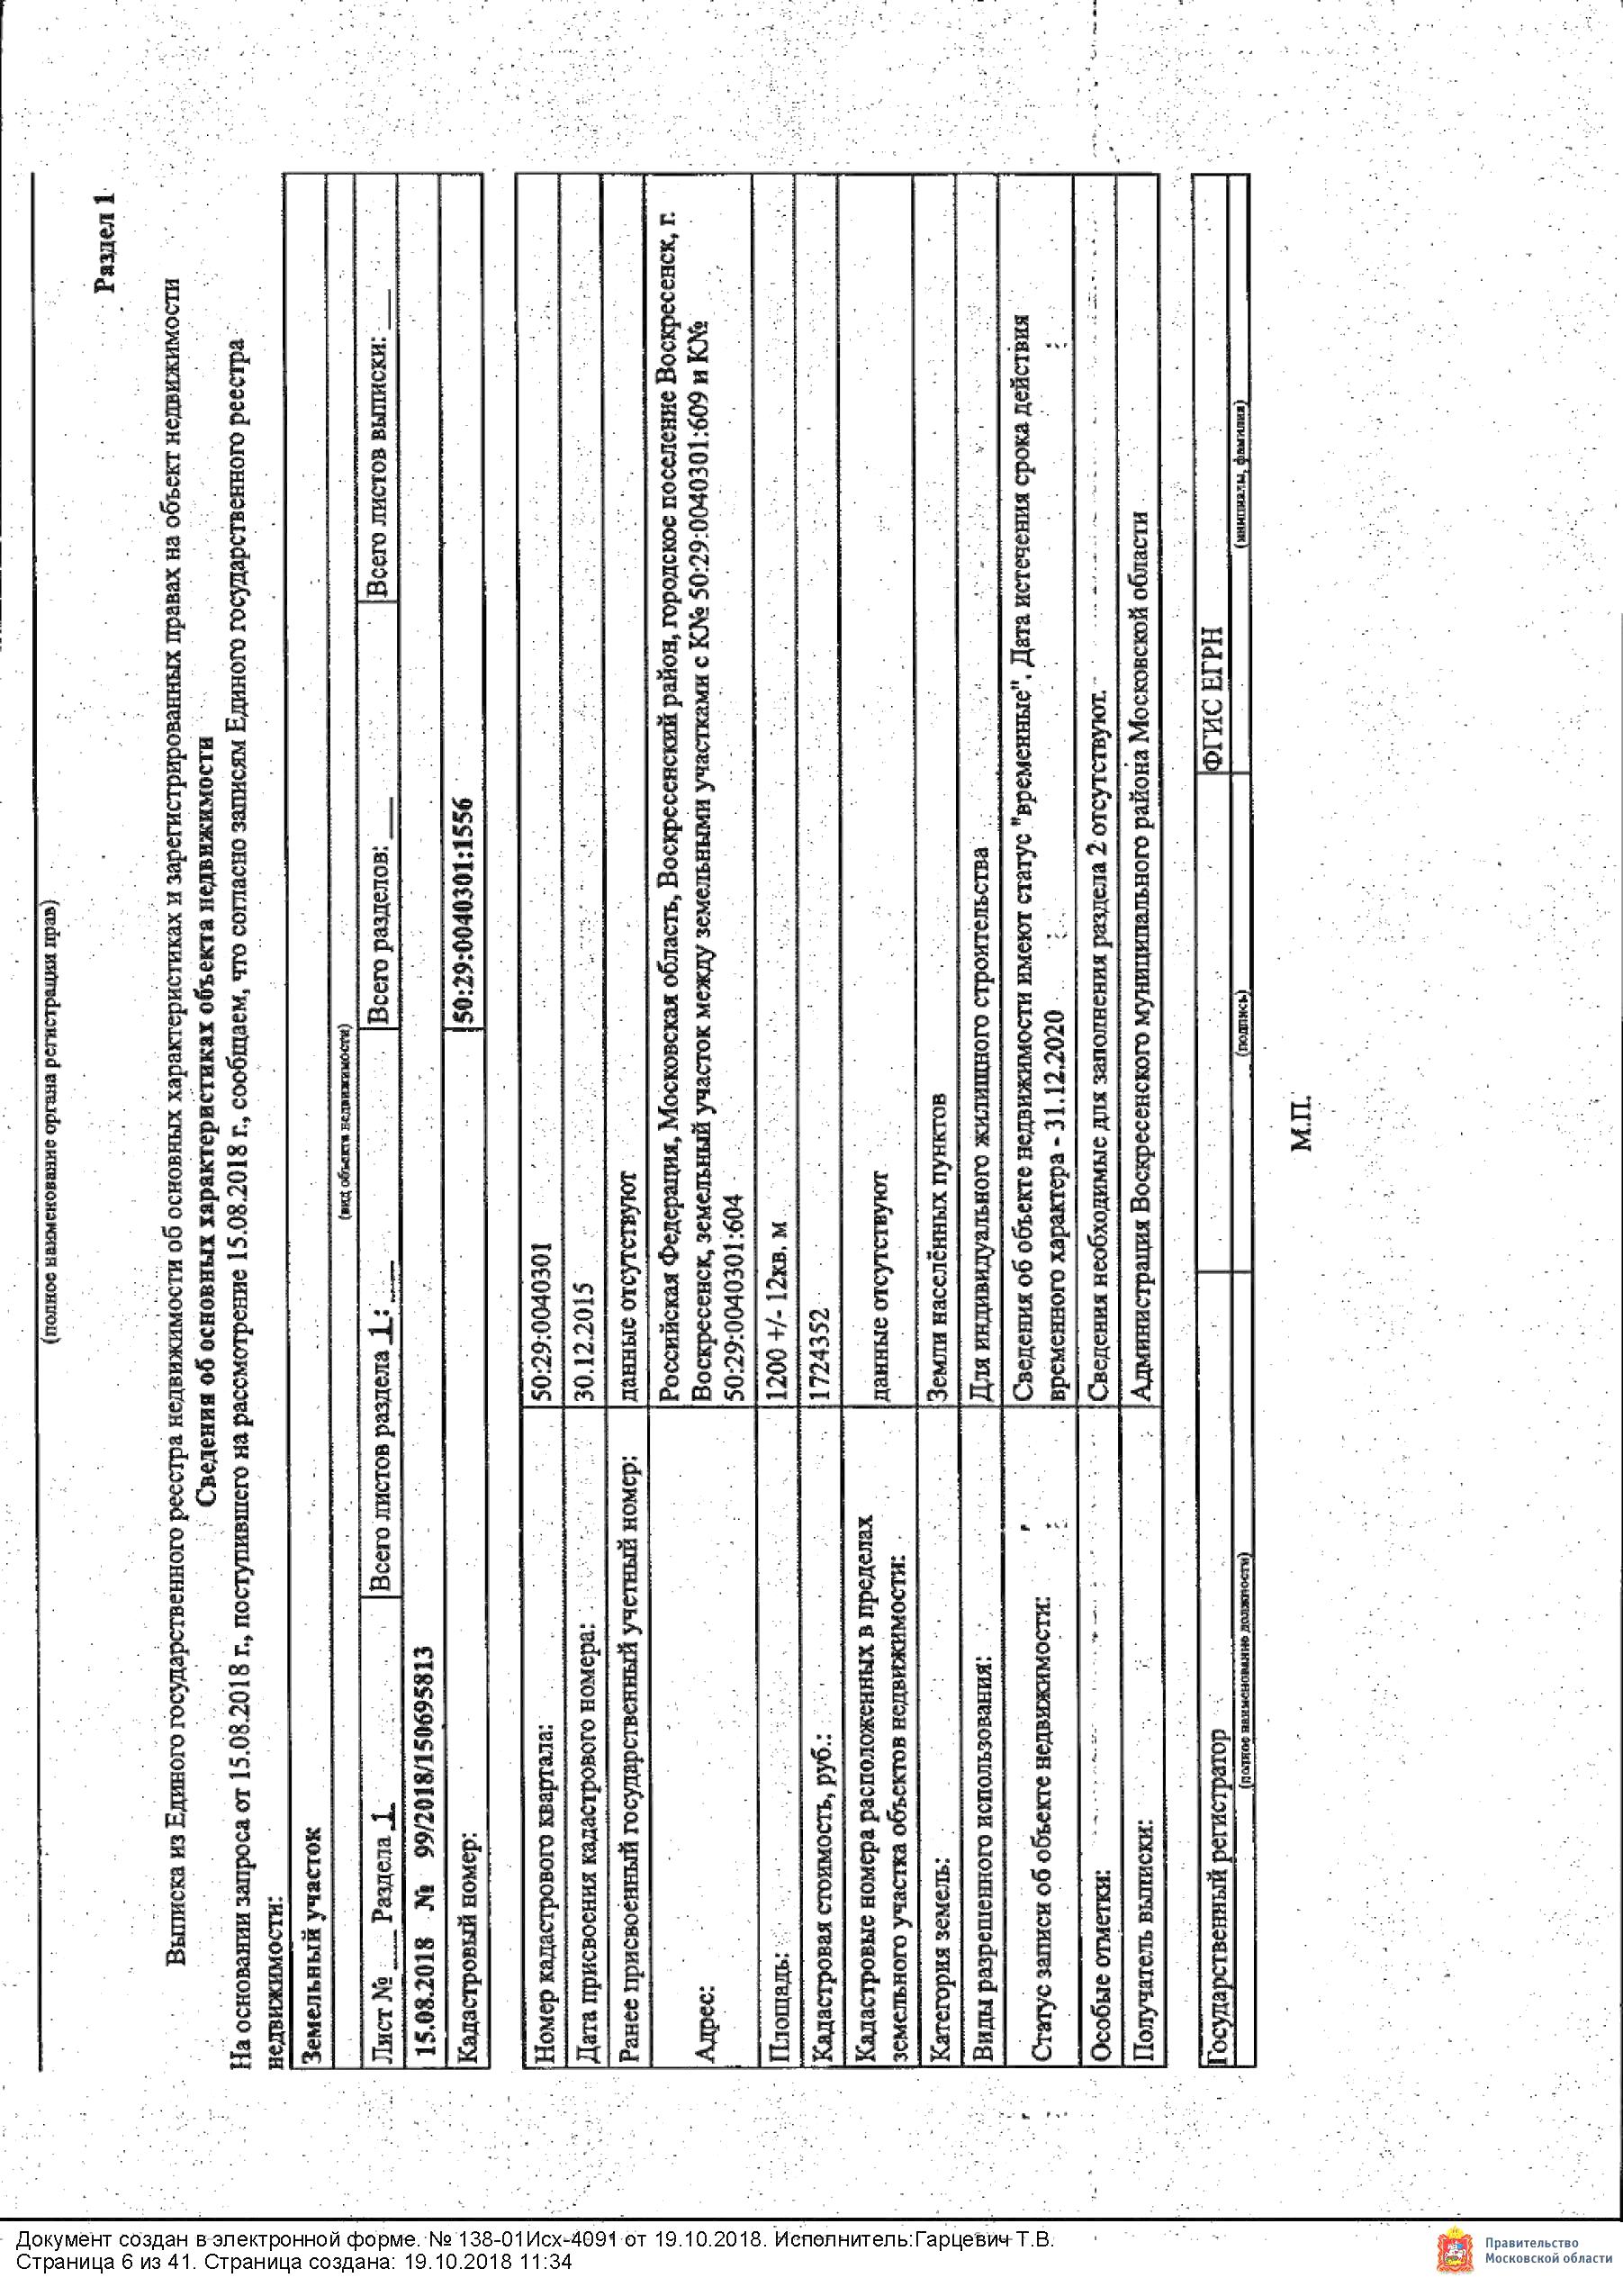 (полное наименование органа регистрации прав)
Раздел 1
Выписка из Единого государственного реестра недвижимости об основных характеристиках и зарегистрированных правах на объект недвижимости
Сведения об основных характеристиках объекта недвижимости
На основании запроса от 15.08.2018 г., поступившего на рассмотрение 15.08.2018 г., сообщаем, что согласно записям Единого государственного реестра
недвижимости:
Земельный участок
(вид объекта недвижимости)
Лист № ___ Раздела 1 Всего листов раздела 1: ___ Всего разделов: ___ Всего листов выписки: ___
15.08.2018 № 99/2018/150695813
Кадастровый номер: 50:29:0040301:1556
Номер кадастрового квартала: 50:29:0040301
Дата присвоения кадастрового номера: 30.12.2015
Ранее присвоенный государственный учетный номер: данные отсутствуют
Адрес: Российская Федерация, Московская область, Воскресенский район, городское поселение Воскресенск, г.
Воскресенск, земельный участок между земельными участками с К№ 50:29:0040301:609 и К№
50:29:0040301:604
Площадь: 1200 +/- 12кв. м
Кадастровая стоимость, руб.: 1724352
Кадастровые номера расположенных в пределах
земельного участка объектов недвижимости: данные отсутствуют
Категория земель: Земли населённых пунктов
Виды разрешенного использования: Для индивидуального жилищного строительства
Статус записи об объекте недвижимости: Сведения об объекте недвижимости имеют статус "временные". Дата истечения срока действия
временного характера - 31.12.2020
Особые отметки: Сведения необходимые для заполнения раздела 2 отсутствуют.
Получатель выписки: Администрация Воскресенского муниципального района Московской области
Государственный регистратор ФГИС ЕГРН
(полное наименование должности) (подпись) (инициалы, фамилия)
М.П.
Документ создан в электронной форме. № 138-01Исх-4091 от 19.10.2018. Исполнитель:Гарцевич Т.В.
Страница 6 из 41. Страница создана: 19.10.2018 11:34
Правительство
Московской области